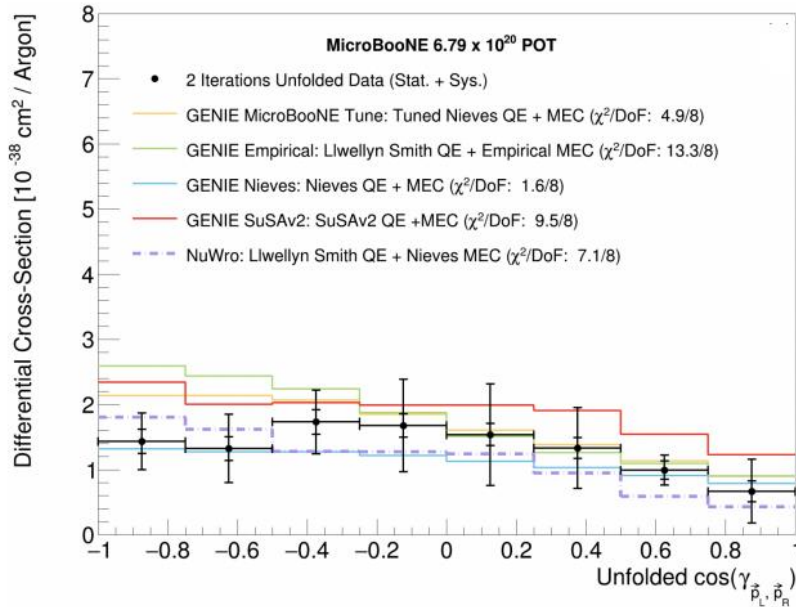 MicroBooNE 6.79 x 10²⁰ POT
2 Iterations Unfolded Data (Stat. + Sys.)
GENIE MicroBooNE Tune: Tuned Nieves QE + MEC (χ²/DoF: 4.9/8)
GENIE Empirical: Llwellyn Smith QE + Empirical MEC (χ²/DoF: 13.3/8)
GENIE Nieves: Nieves QE + MEC (χ²/DoF: 1.6/8)
GENIE SuSAv2: SuSAv2 QE +MEC (χ²/DoF: 9.5/8)
NuWro: Llwellyn Smith QE + Nieves MEC (χ²/DoF: 7.1/8)
Differential Cross-Section [10⁻³⁸ cm² / Argon]
8
7
6
5
4
3
2
1
0
−1 −0.8 −0.6 −0.4 −0.2 0 0.2 0.4 0.6 0.8 1
Unfolded cos(γ p⃗_L, p⃗_R)